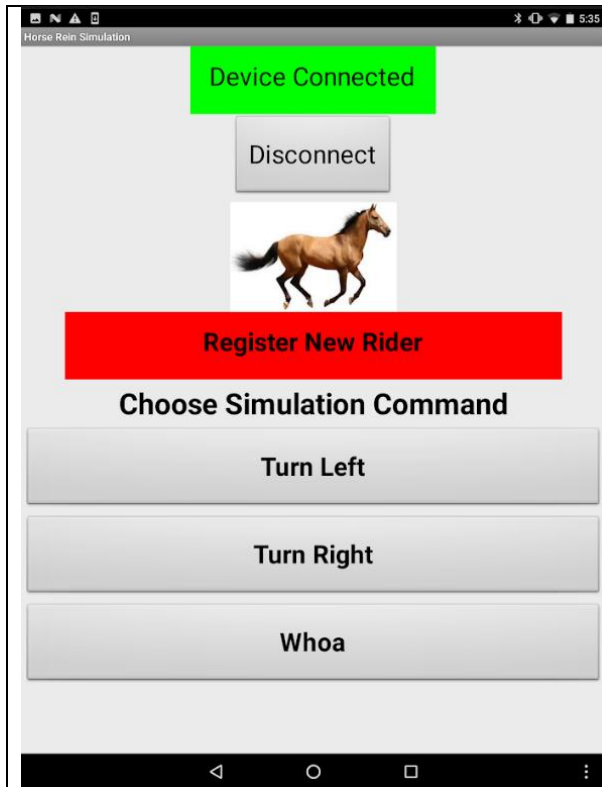 5:35
Horse Rein Simulation
Device Connected
Disconnect
Register New Rider
Choose Simulation Command
Turn Left
Turn Right
Whoa